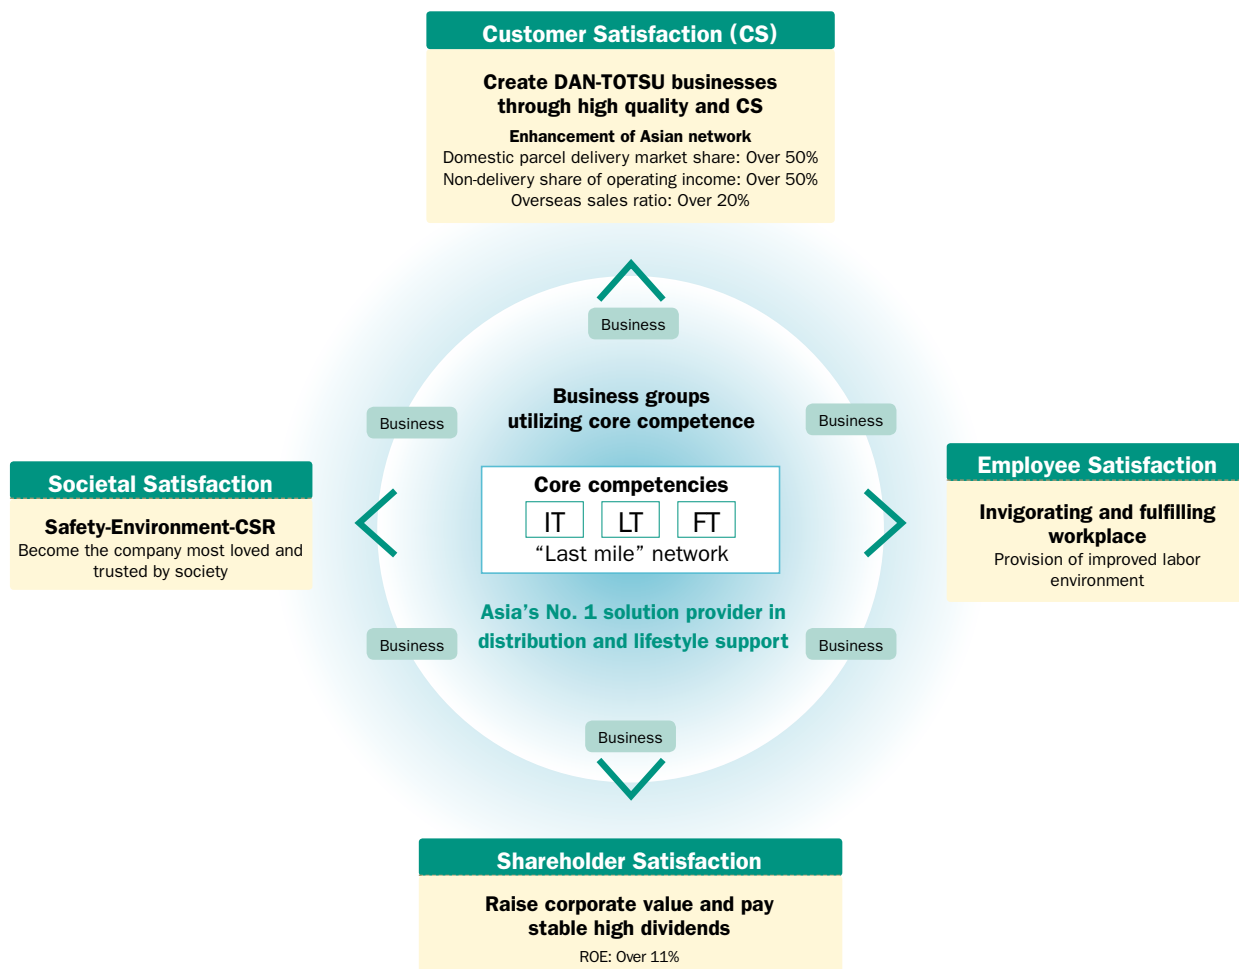 Customer Satisfaction (CS)
Create DAN-TOTSU businesses
through high quality and CS
Enhancement of Asian network
Domestic parcel delivery market share: Over 50%
Non-delivery share of operating income: Over 50%
Overseas sales ratio: Over 20%
Business
Business groups
utilizing core competence
Business
Business
Societal Satisfaction
Safety-Environment-CSR
Become the company most loved and
trusted by society
Core competencies
IT
LT
FT
“Last mile” network
Employee Satisfaction
Invigorating and fulfilling
workplace
Provision of improved labor
environment
Asia’s No. 1 solution provider in
distribution and lifestyle support
Business
Business
Business
Shareholder Satisfaction
Raise corporate value and pay
stable high dividends
ROE: Over 11%